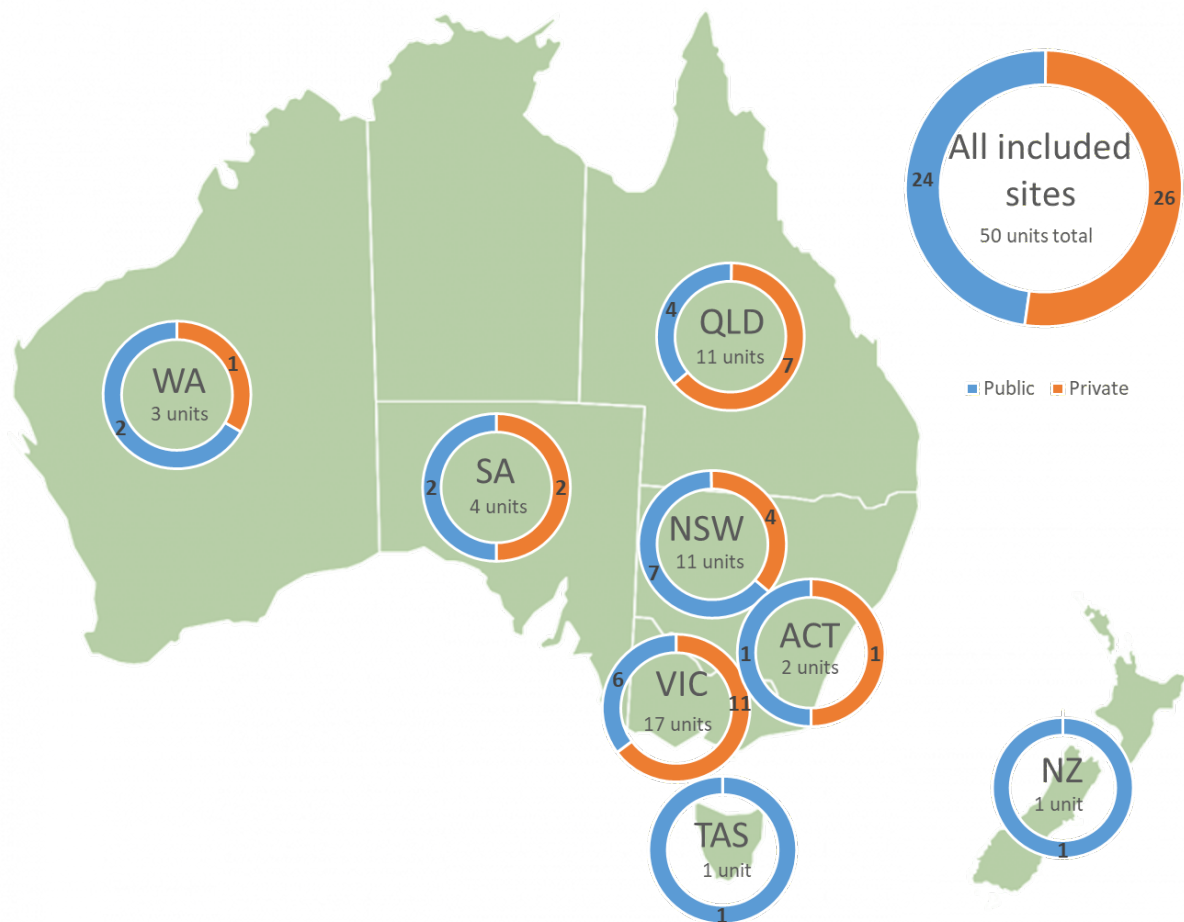 All included
sites
50 units total
24
26
Public Private
QLD
11 units
4
7
WA
3 units
1
2
SA
4 units
2
2
NSW
11 units
4
7
ACT
2 units
1
1
VIC
17 units
6
11
TAS
1 unit
1
NZ
1 unit
1